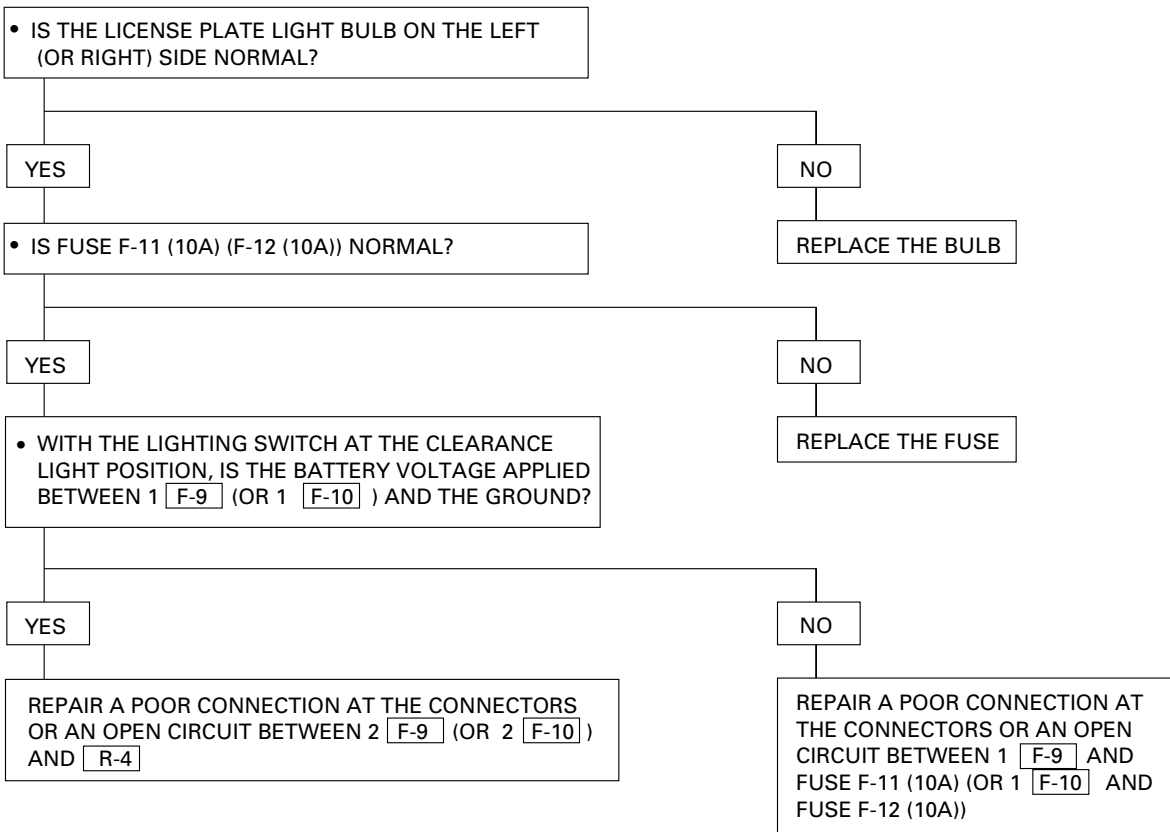 • IS THE LICENSE PLATE LIGHT BULB ON THE LEFT
(OR RIGHT) SIDE NORMAL?
YES
NO
• IS FUSE F-11 (10A) (F-12 (10A)) NORMAL?
REPLACE THE BULB
YES
NO
• WITH THE LIGHTING SWITCH AT THE CLEARANCE
LIGHT POSITION, IS THE BATTERY VOLTAGE APPLIED
BETWEEN 1 F-9 (OR 1 F-10 ) AND THE GROUND?
REPLACE THE FUSE
YES
NO
REPAIR A POOR CONNECTION AT THE CONNECTORS
OR AN OPEN CIRCUIT BETWEEN 2 F-9 (OR 2 F-10 )
AND R-4
REPAIR A POOR CONNECTION AT
THE CONNECTORS OR AN OPEN
CIRCUIT BETWEEN 1 F-9 AND
FUSE F-11 (10A) (OR 1 F-10 AND
FUSE F-12 (10A))